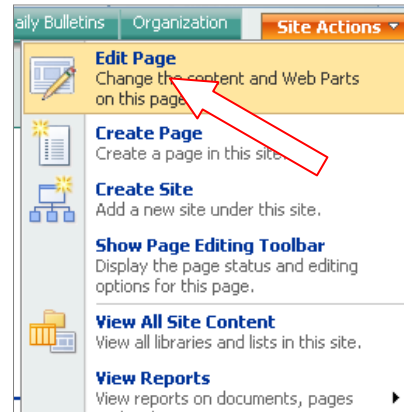 aily Bulletins Organization Site Actions
Edit Page
Change the content and Web Parts
on this page.
Create Page
Create a page in this site.
Create Site
Add a new site under this site.
Show Page Editing Toolbar
Display the page status and editing
options for this page.
View All Site Content
View all libraries and lists in this site.
View Reports
View reports on documents, pages